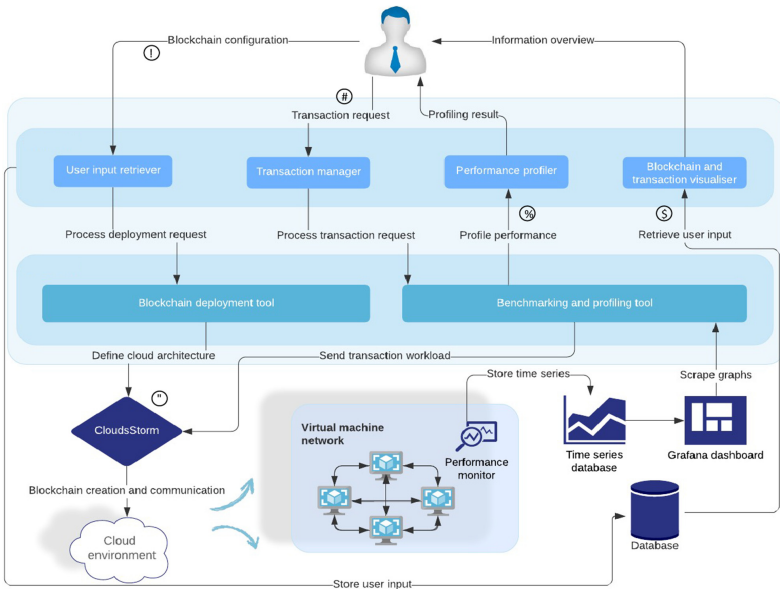 Blockchain configuration
Information overview
!
#
Transaction request
Profiling result
User input retriever
Transaction manager
Performance profiler
Blockchain and
transaction visualiser
%
$
Process deployment request
Process transaction request
Profile performance
Retrieve user input
Blockchain deployment tool
Benchmarking and profiling tool
Define cloud architecture
Send transaction workload
Store time series
Scrape graphs
"
CloudsStorm
Virtual machine
network
Performance
monitor
Time series
database
Grafana dashboard
Blockchain creation and communication
Cloud
environment
Database
Store user input